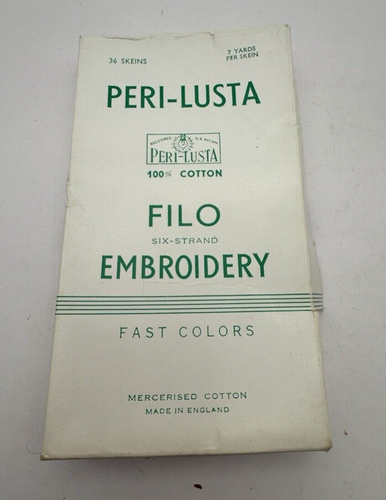 36 SKEINS
7 YARDS
PER SKEIN
PERI-LUSTA
PERI-LUSTA
100% COTTON
FILO
SIX-STRAND
EMBROIDERY
FAST COLORS
MERCERISED COTTON
MADE IN ENGLAND